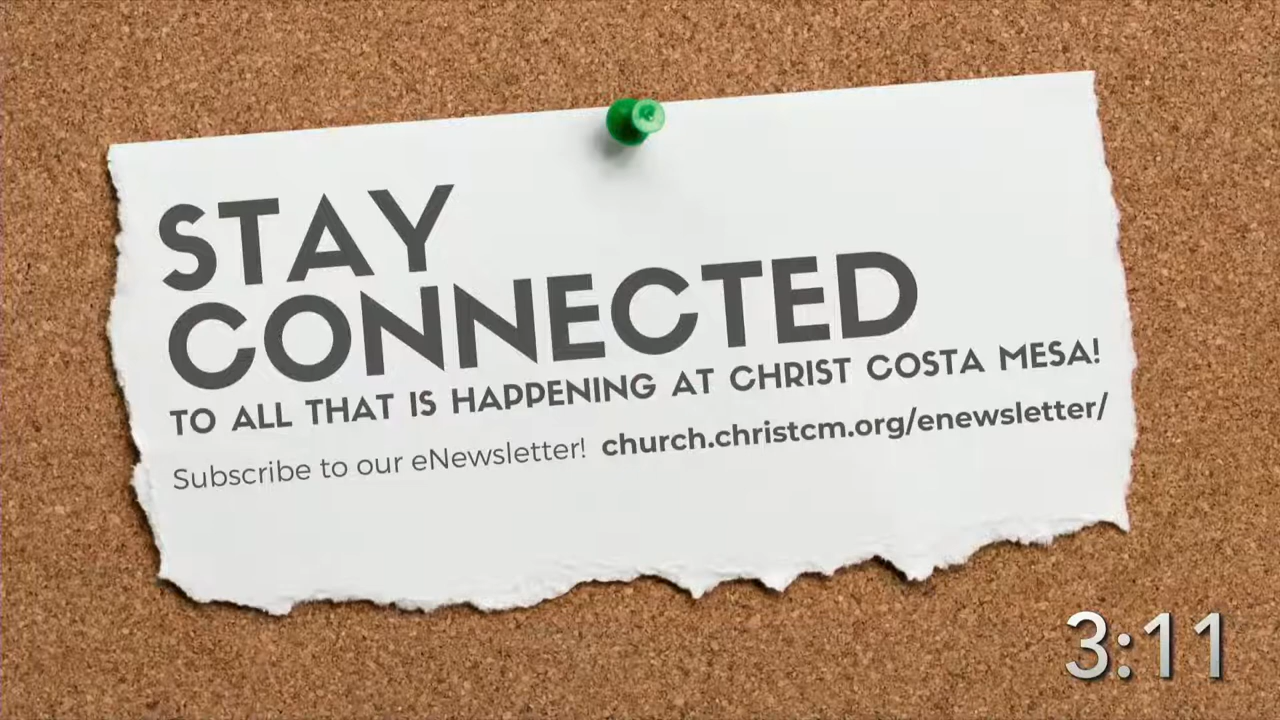 STAY
CONNECTED
TO ALL THAT IS HAPPENING AT CHRIST COSTA MESA!
Subscribe to our eNewsletter! church.christcm.org/enewsletter/
3:11